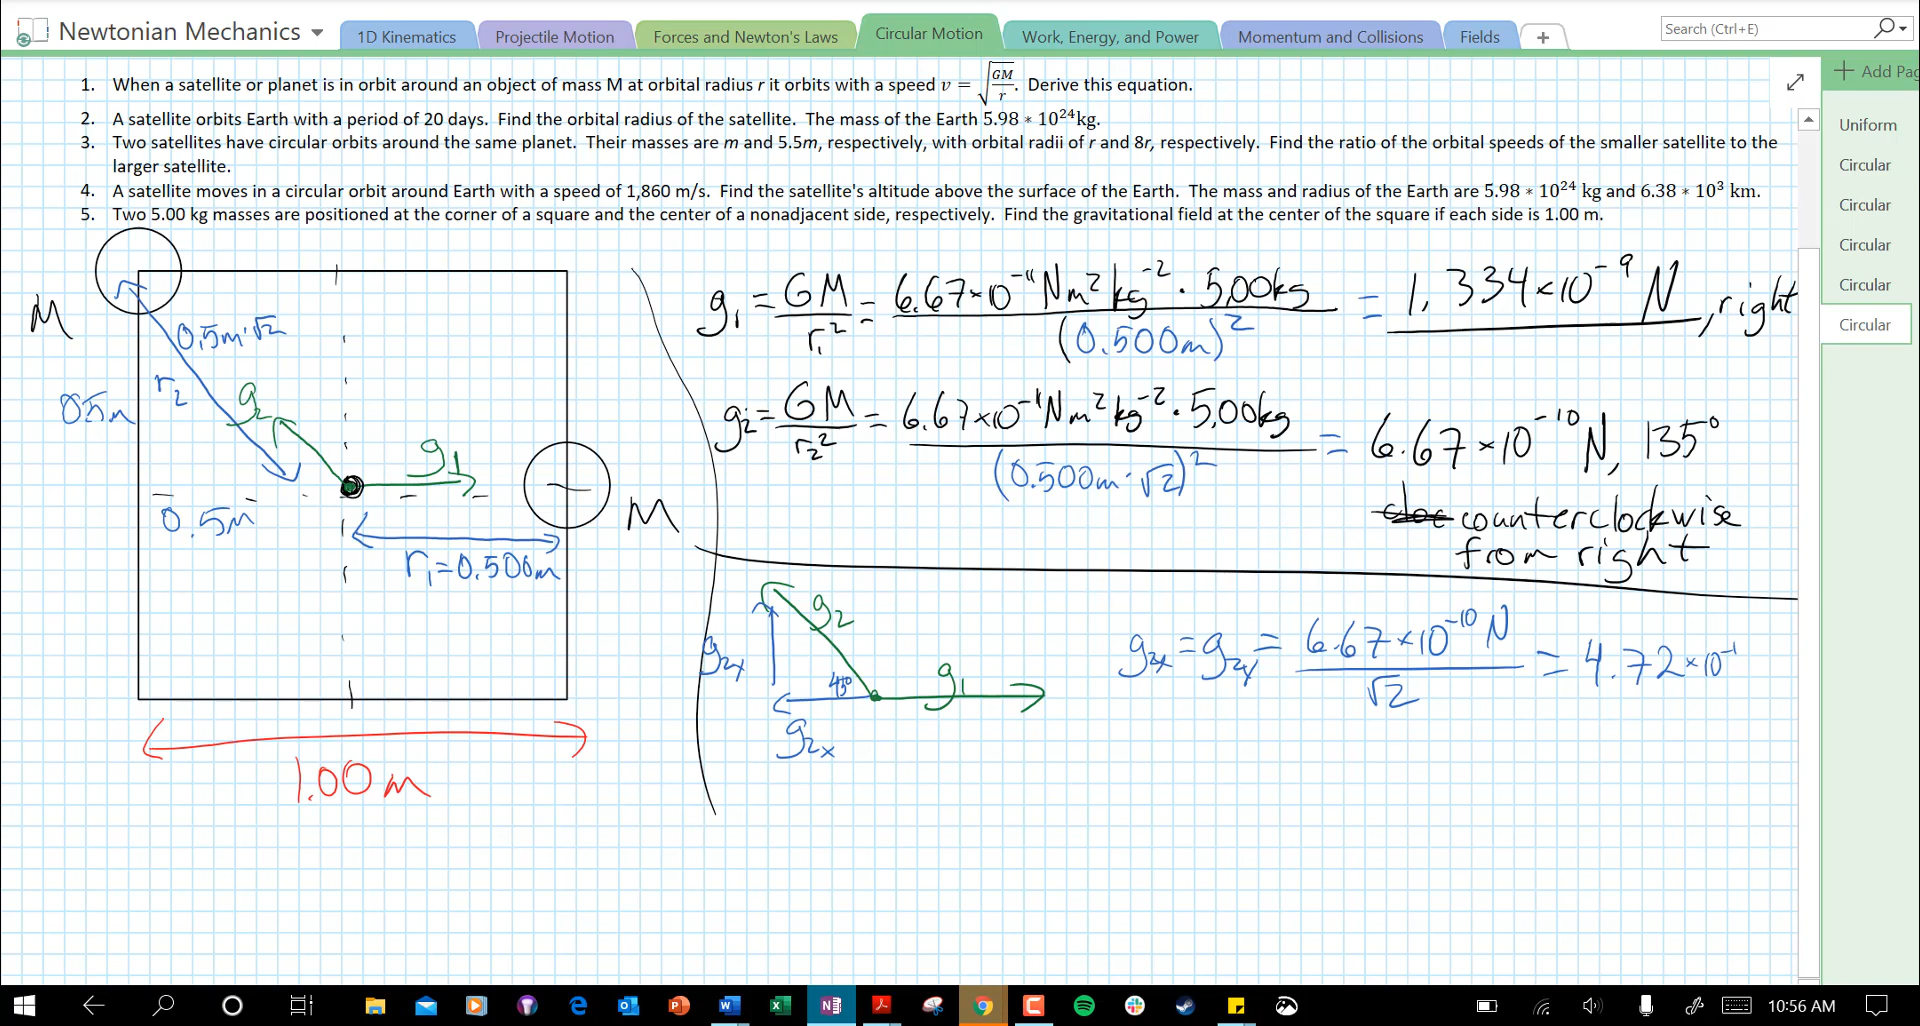 Newtonian Mechanics
1D Kinematics
Projectile Motion
Forces and Newton's Laws
Circular Motion
Work, Energy, and Power
Momentum and Collisions
Fields
+
Search (Ctrl+E)
Add Pag
1. When a satellite or planet is in orbit around an object of mass M at orbital radius r it orbits with a speed v = √(GM/r). Derive this equation.
2. A satellite orbits Earth with a period of 20 days. Find the orbital radius of the satellite. The mass of the Earth 5.98 * 10²⁴kg.
3. Two satellites have circular orbits around the same planet. Their masses are m and 5.5m, respectively, with orbital radii of r and 8r, respectively. Find the ratio of the orbital speeds of the smaller satellite to the
larger satellite.
4. A satellite moves in a circular orbit around Earth with a speed of 1,860 m/s. Find the satellite's altitude above the surface of the Earth. The mass and radius of the Earth are 5.98 * 10²⁴ kg and 6.38 * 10³ km.
5. Two 5.00 kg masses are positioned at the corner of a square and the center of a nonadjacent side, respectively. Find the gravitational field at the center of the square if each side is 1.00 m.
Uniform
Circular
Circular
Circular
Circular
Circular
M
0.5m·√2
r₂
0.5m
g₂
g₁
0.5m
r₁=0.500m
M
1.00 m
g₁ = GM/r₁² = 6.67×10⁻¹¹Nm²kg⁻² · 5.00kg/(0.500m)² = 1.334×10⁻⁹ N, right
g₂ = GM/r₂² = 6.67×10⁻¹¹Nm²kg⁻² · 5.00kg/(0.500m·√2)² = 6.67×10⁻¹⁰ N, 135°
counterclockwise
from right
g₂
g₂y
45°
g₁
g₂x
g₂x = g₂y = 6.67×10⁻¹⁰ N/√2 = 4.72×10⁻¹
10:56 AM